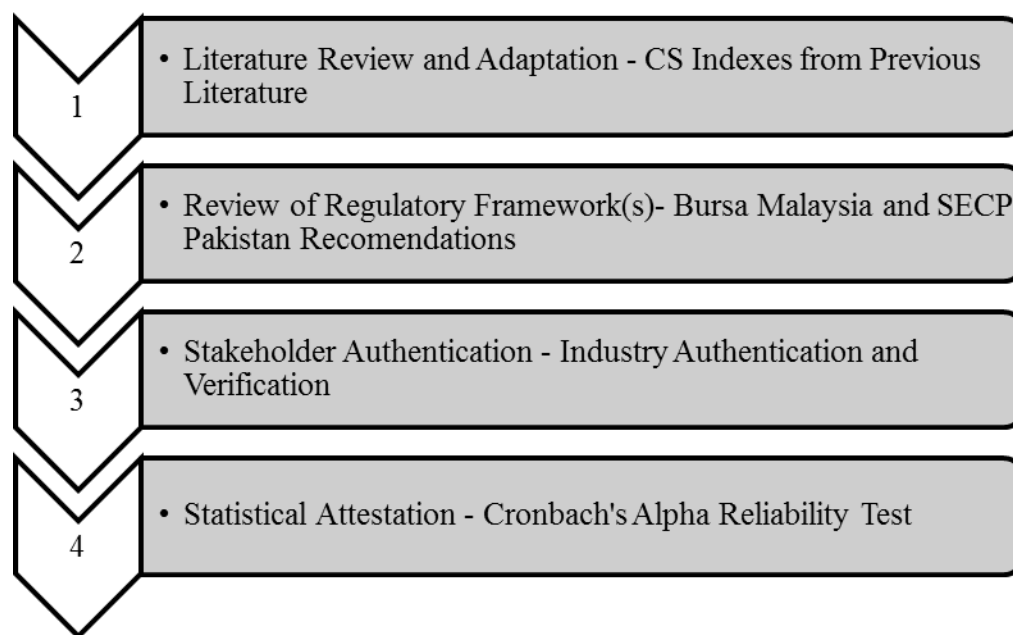 1
• Literature Review and Adaptation - CS Indexes from Previous
Literature
2
• Review of Regulatory Framework(s)- Bursa Malaysia and SECP
Pakistan Recomendations
3
• Stakeholder Authentication - Industry Authentication and
Verification
4
• Statistical Attestation - Cronbach's Alpha Reliability Test